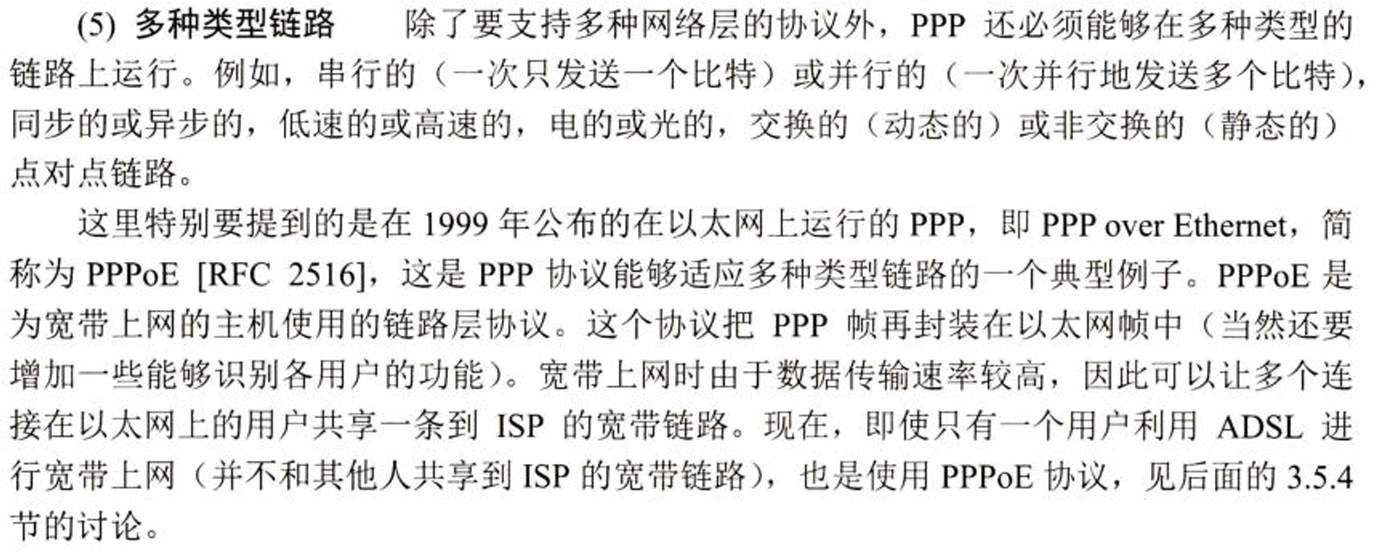 (5) 多种类型链路 除了要支持多种网络层的协议外，PPP 还必须能够在多种类型的
链路上运行。例如，串行的（一次只发送一个比特）或并行的（一次并行地发送多个比特），
同步的或异步的，低速的或高速的，电的或光的，交换的（动态的）或非交换的（静态的）
点对点链路。
这里特别要提到的是在 1999 年公布的在以太网上运行的 PPP，即 PPP over Ethernet，简
称为 PPPoE [RFC 2516]，这是 PPP 协议能够适应多种类型链路的一个典型例子。PPPoE 是
为宽带上网的主机使用的链路层协议。这个协议把 PPP 帧再封装在以太网帧中（当然还要
增加一些能够识别各用户的功能）。宽带上网时由于数据传输速率较高，因此可以让多个连
接在以太网上的用户共享一条到 ISP 的宽带链路。现在，即使只有一个用户利用 ADSL 进
行宽带上网（并不和其他人共享到 ISP 的宽带链路），也是使用 PPPoE 协议，见后面的 3.5.4
节的讨论。